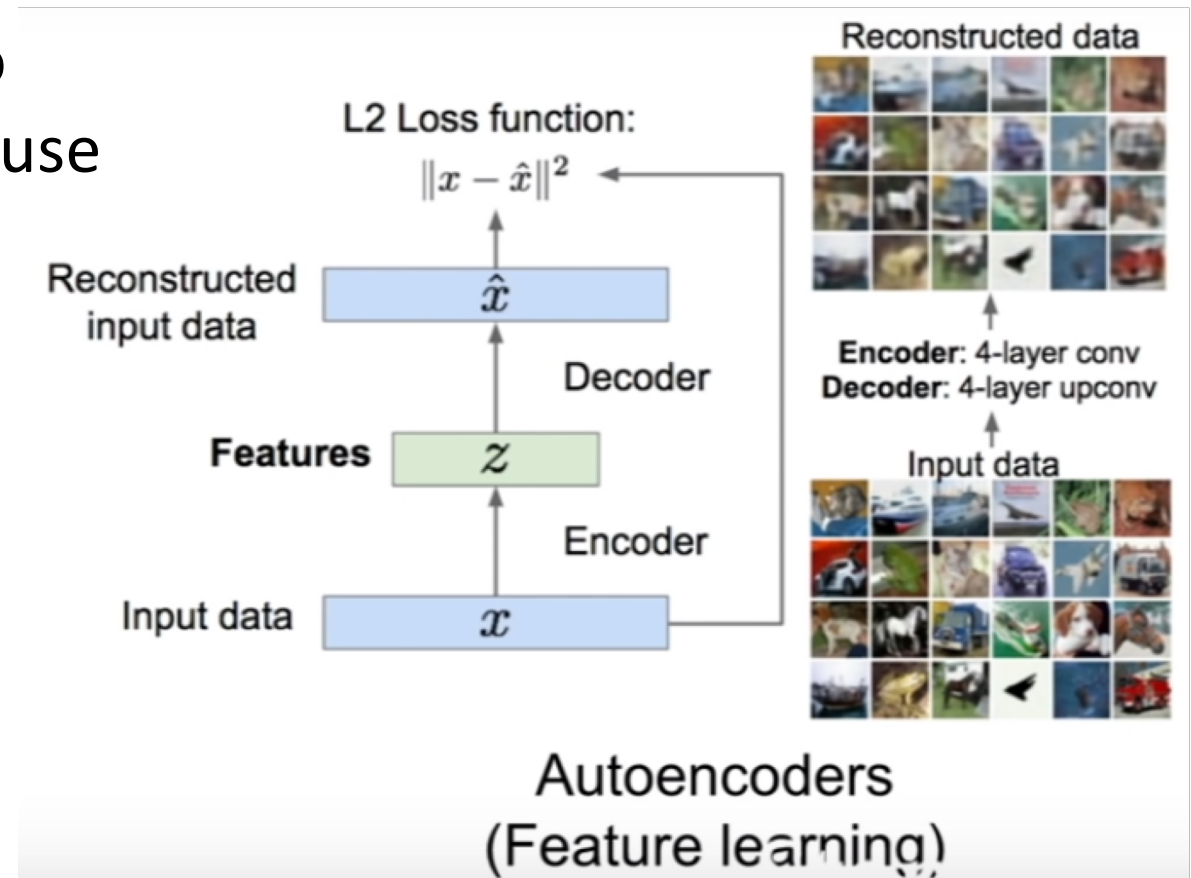 use
L2 Loss function:
‖x − x̂‖²
Reconstructed
input data
x̂
Decoder
Features
z
Encoder
Input data
x
Reconstructed data
Encoder: 4-layer conv
Decoder: 4-layer upconv
Input data
Autoencoders
(Feature learning)